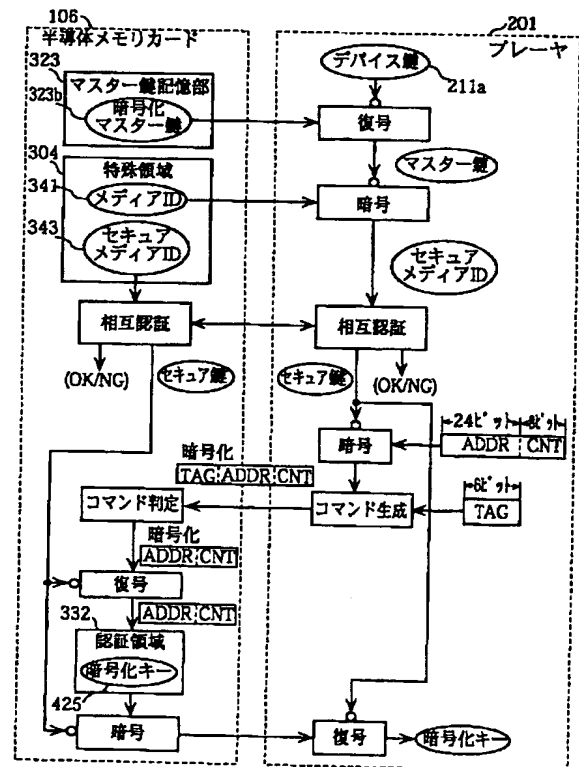 106
半導体メモリカード
323
マスター鍵記憶部
323b
暗号化
マスター鍵
304
特殊領域
341
メディアID
343
セキュア
メディアID
相互認証
(OK/NG)
セキュア鍵
暗号化
TAG ADDR CNT
コマンド判定
暗号化
ADDR CNT
復号
ADDR CNT
332
認証領域
暗号化キー
425
暗号
201
プレーヤ
デバイス鍵
211a
復号
マスター鍵
暗号
セキュア
メディアID
相互認証
セキュア鍵
(OK/NG)
24ビット 8ビット
ADDR CNT
暗号
6ビット
TAG
コマンド生成
復号
暗号化キー